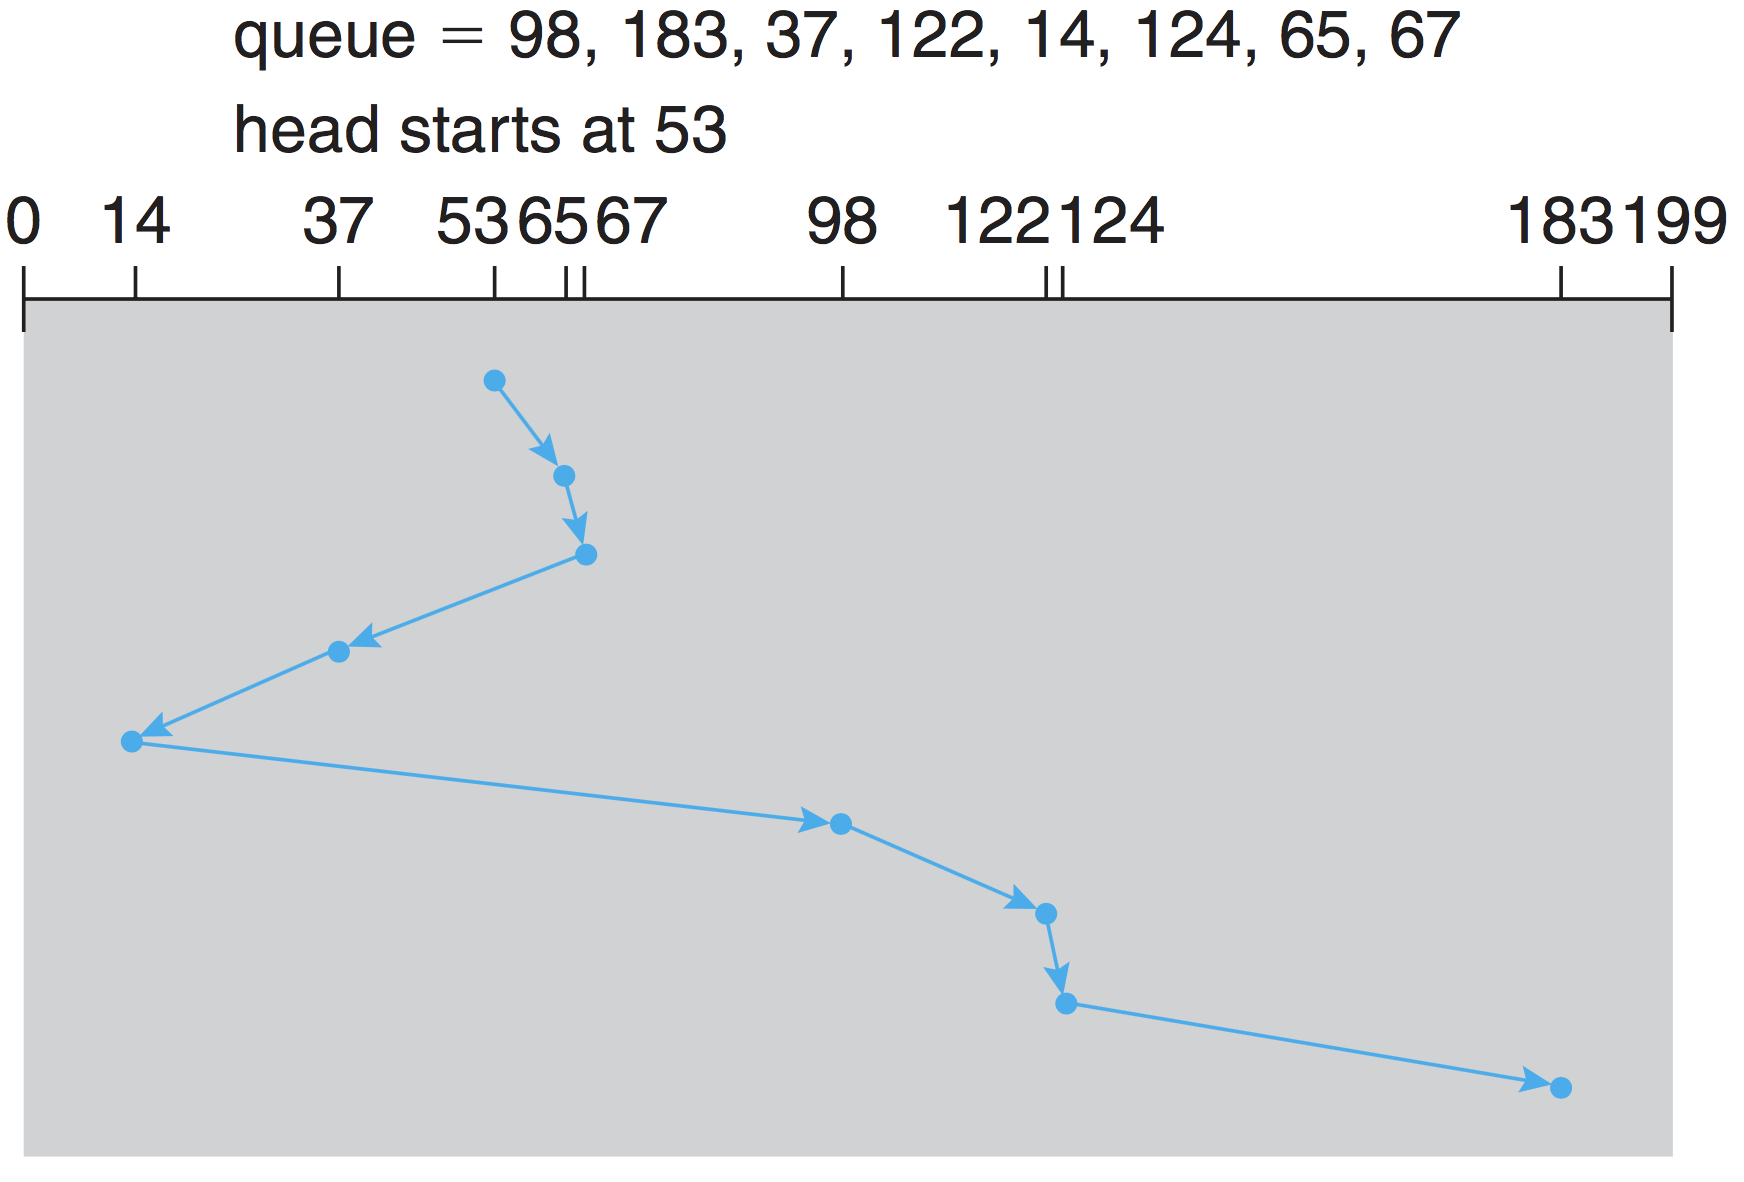 queue = 98, 183, 37, 122, 14, 124, 65, 67
head starts at 53
0 14 37 53 65 67 98 122 124 183 199